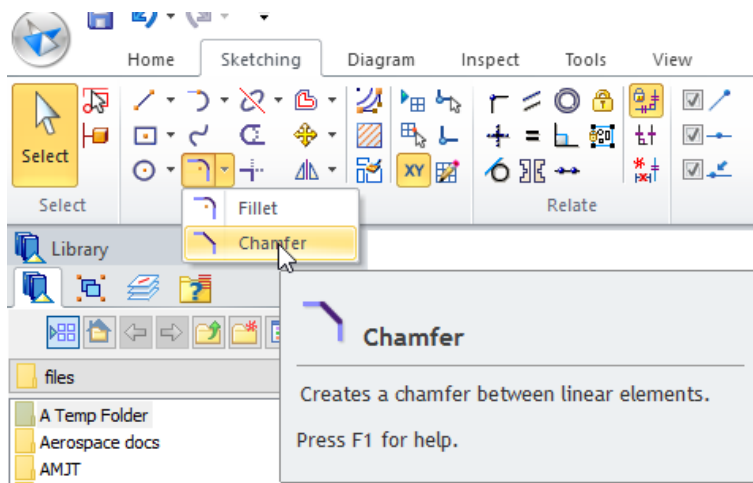 Home Sketching Diagram Inspect Tools View
Select
XY
Select Relate
Fillet
Chamfer
Library
Chamfer
Creates a chamfer between linear elements.
Press F1 for help.
files
A Temp Folder
Aerospace docs
AMJT